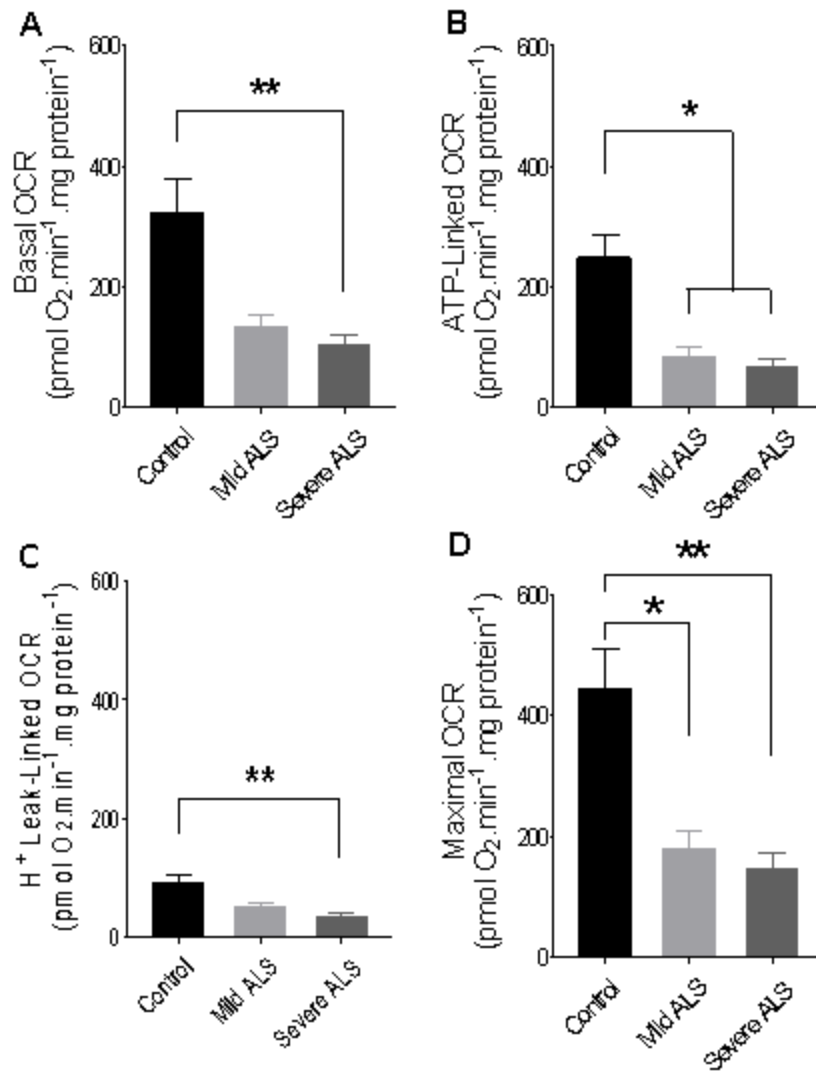 A
Basal OCR
(pmol O₂.min⁻¹.mg protein⁻¹)
600
400
200
0
**
Control
Mild ALS
Severe ALS
B
ATP-Linked OCR
(pmol O₂.min⁻¹.mg protein⁻¹)
600
400
200
0
*
Control
Mild ALS
Severe ALS
C
H⁺ Leak-Linked OCR
(pmol O₂.min⁻¹.mg protein⁻¹)
600
400
200
0
**
Control
Mild ALS
Severe ALS
D
Maximal OCR
(pmol O₂.min⁻¹.mg protein⁻¹)
600
400
200
0
**
*
Control
Mild ALS
Severe ALS